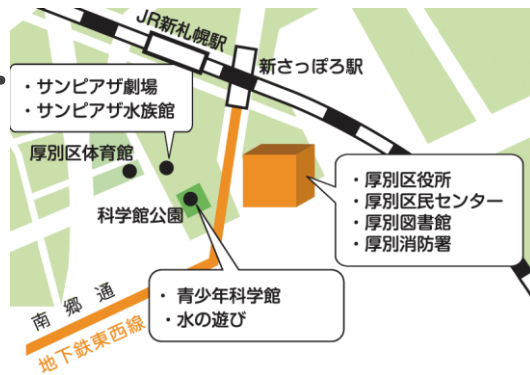 JR新札幌駅
新さっぽろ駅
・サンピアザ劇場
・サンピアザ水族館
厚別区体育館
科学館公園
・厚別区役所
・厚別区民センター
・厚別図書館
・厚別消防署
・青少年科学館
・水の遊び
南郷通
地下鉄東西線